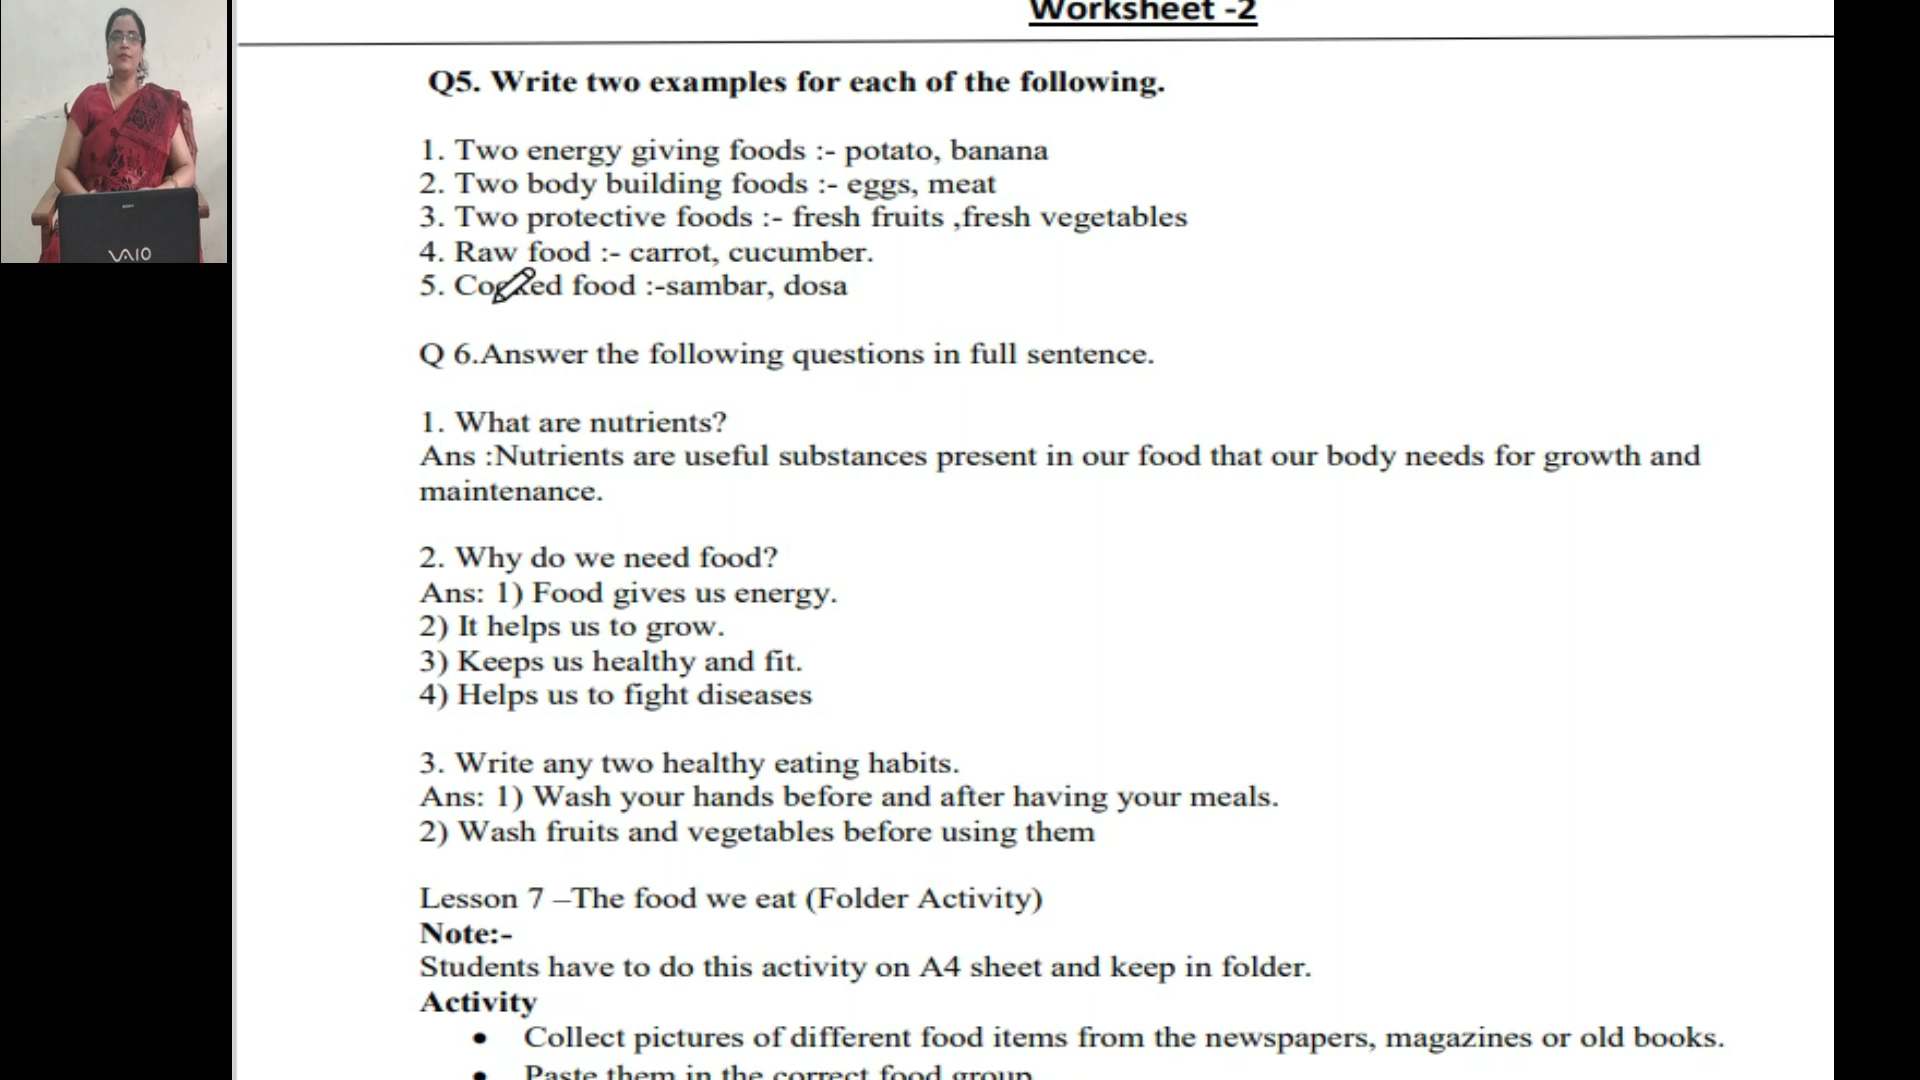 Worksheet -2
Q5. Write two examples for each of the following.
1. Two energy giving foods :- potato, banana
2. Two body building foods :- eggs, meat
3. Two protective foods :- fresh fruits ,fresh vegetables
4. Raw food :- carrot, cucumber.
5. Cooked food :-sambar, dosa
Q 6.Answer the following questions in full sentence.
1. What are nutrients?
Ans :Nutrients are useful substances present in our food that our body needs for growth and
maintenance.
2. Why do we need food?
Ans: 1) Food gives us energy.
2) It helps us to grow.
3) Keeps us healthy and fit.
4) Helps us to fight diseases
3. Write any two healthy eating habits.
Ans: 1) Wash your hands before and after having your meals.
2) Wash fruits and vegetables before using them
Lesson 7 –The food we eat (Folder Activity)
Note:-
Students have to do this activity on A4 sheet and keep in folder.
Activity
• Collect pictures of different food items from the newspapers, magazines or old books.
• Paste them in the correct food group
SONY
VAIO